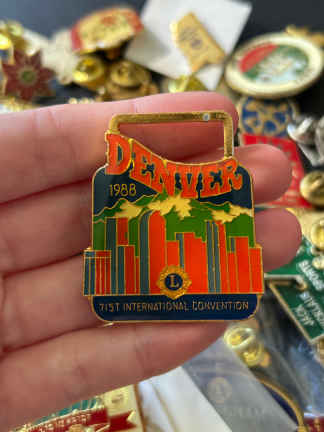 DENVER
1988
L
71ST INTERNATIONAL CONVENTION